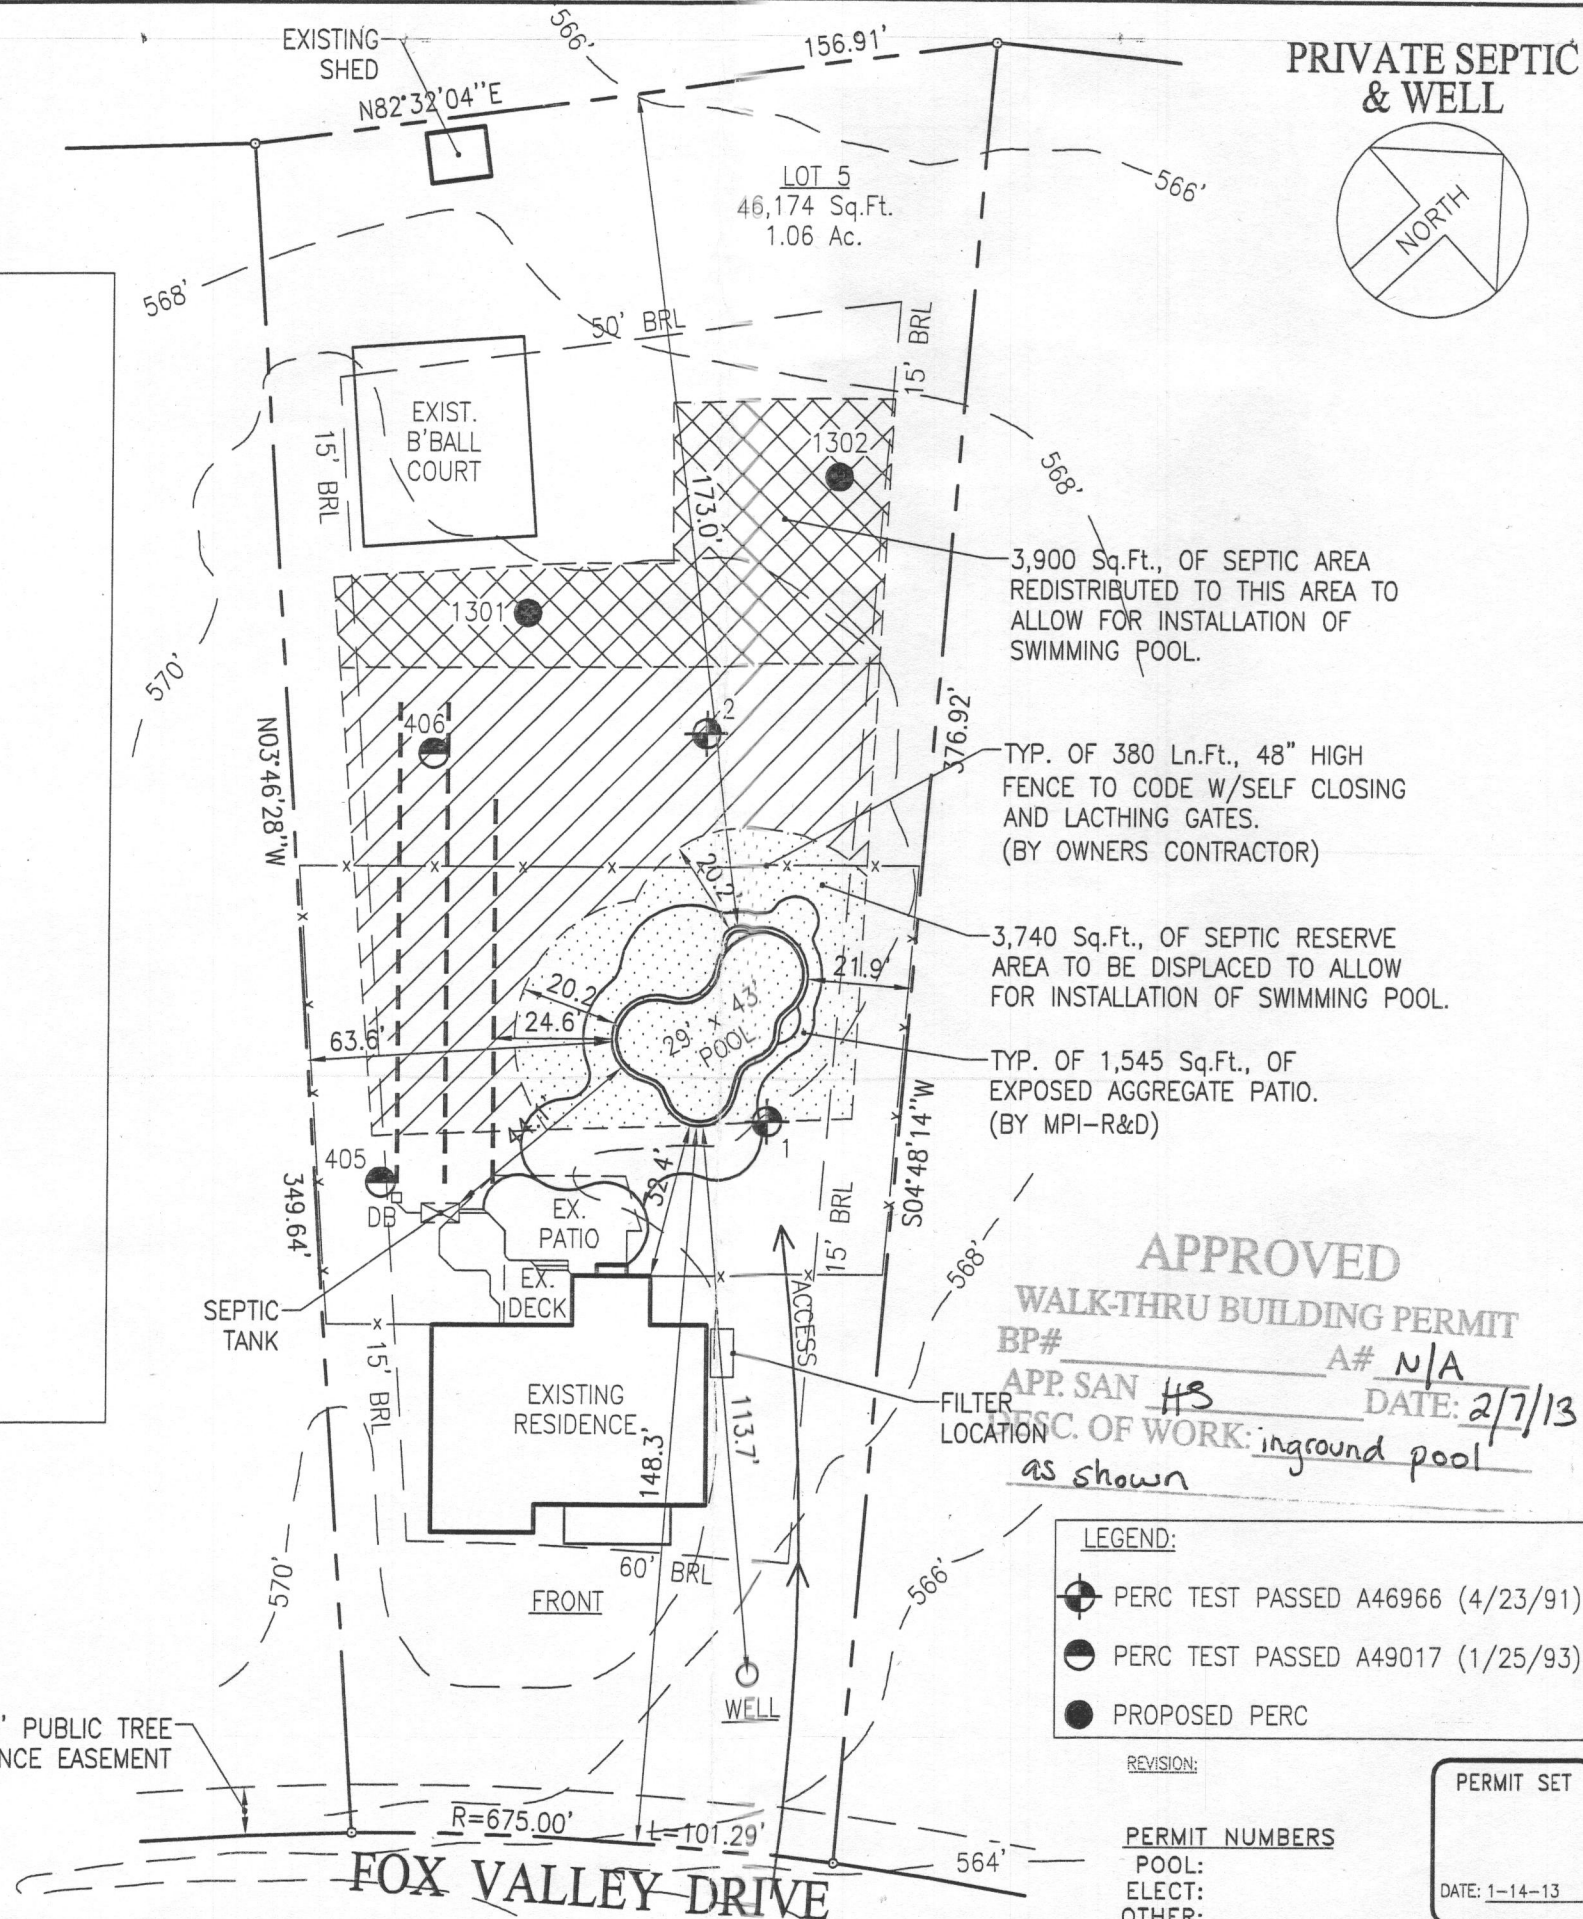 EXISTING
SHED
566'
156.91'
N82°32'04"E
PRIVATE SEPTIC
& WELL
NORTH
LOT 5
46,174 Sq.Ft.
1.06 Ac.
566'
568'
50' BRL
15' BRL
EXIST.
B'BALL
COURT
15' BRL
1302
173.0'
568'
3,900 Sq.Ft., OF SEPTIC AREA
REDISTRIBUTED TO THIS AREA TO
ALLOW FOR INSTALLATION OF
SWIMMING POOL.
1301
570'
406
2
N03°46'28"W
376.92'
TYP. OF 380 Ln.Ft., 48" HIGH
FENCE TO CODE W/SELF CLOSING
AND LACTHING GATES.
(BY OWNERS CONTRACTOR)
20.2'
3,740 Sq.Ft., OF SEPTIC RESERVE
AREA TO BE DISPLACED TO ALLOW
FOR INSTALLATION OF SWIMMING POOL.
21.9'
20.2'
24.6'
63.6'
29' x 43'
POOL
TYP. OF 1,545 Sq.Ft., OF
EXPOSED AGGREGATE PATIO.
(BY MPI-R&D)
S04°48'14"W
44.1'
1
405
DB
349.64'
32.4'
EX.
PATIO
15' BRL
EX.
DECK
568'
SEPTIC
TANK
ACCESS
15' BRL
EXISTING
RESIDENCE
148.3'
113.7'
FILTER
LOCATION
APPROVED
WALK-THRU BUILDING PERMIT
BP# A# N/A
APP. SAN HS DATE: 2/7/13
DESC. OF WORK: inground pool
as shown
60' BRL
FRONT
570'
566'
WELL
LEGEND:
PERC TEST PASSED A46966 (4/23/91)
PERC TEST PASSED A49017 (1/25/93)
PROPOSED PERC
' PUBLIC TREE
NCE EASEMENT
REVISION:
PERMIT SET
DATE: 1-14-13
R=675.00'
L=101.29'
564'
FOX VALLEY DRIVE
PERMIT NUMBERS
POOL:
ELECT:
OTHER: